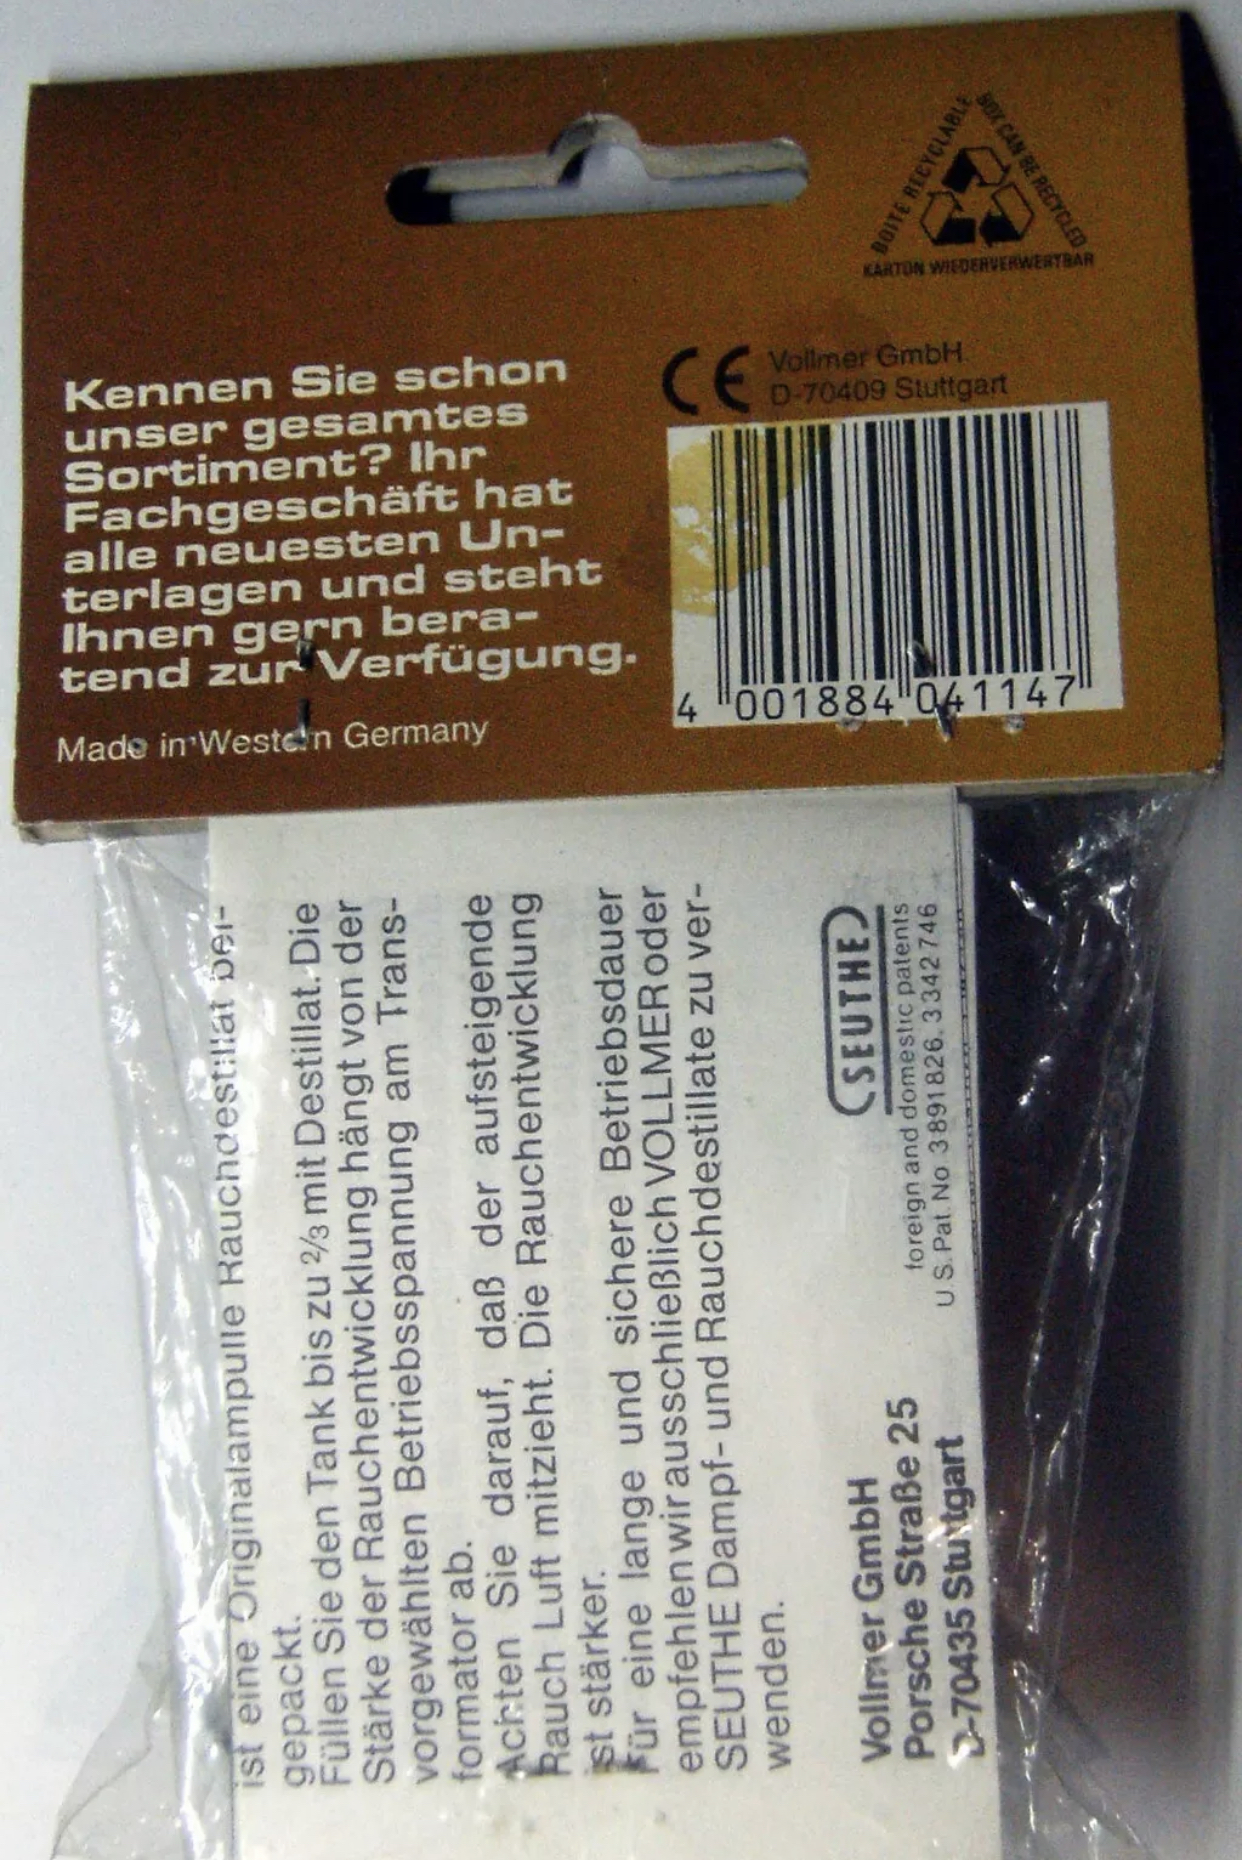 BOITE RECYCLABLE
BOX CAN BE RECYCLED
KARTON WIEDERVERWERTBAR
Kennen Sie schon
unser gesamtes
Sortiment? Ihr
Fachgeschäft hat
alle neuesten Un-
terlagen und steht
Ihnen gern bera-
tend zur Verfügung.
Made in Western Germany
CE
Vollmer GmbH
D-70409 Stuttgart
4 001884 041147
ist eine Originalampulle Rauchdestillat bei-
gepackt.
Füllen Sie den Tank bis zu 2/3 mit Destillat. Die
Stärke der Rauchentwicklung hängt von der
vorgewählten Betriebsspannung am Trans-
formator ab.
Achten Sie darauf, daß der aufsteigende
Rauch Luft mitzieht. Die Rauchentwicklung
ist stärker.
Für eine lange und sichere Betriebsdauer
empfehlen wir ausschließlich VOLLMER oder
SEUTHE Dampf- und Rauchdestillate zu ver-
wenden.
Vollmer GmbH
Porsche Straße 25
D-70435 Stuttgart
SEUTHE
foreign and domestic patents
U.S. Pat. No 3891826. 3342746